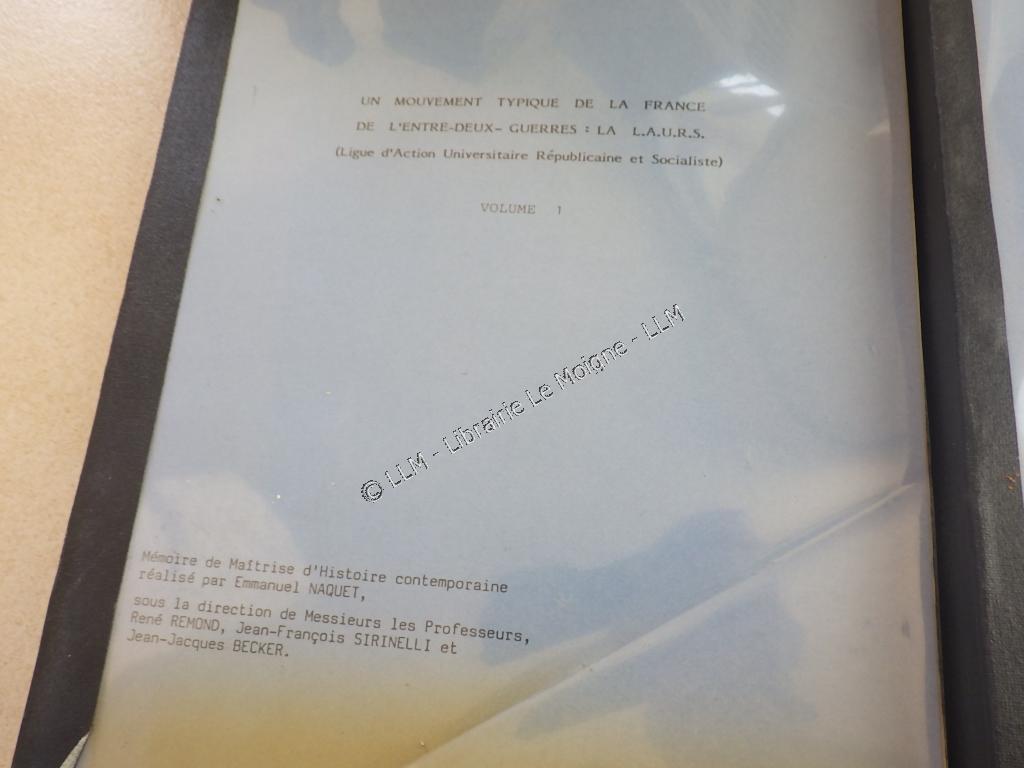 UN MOUVEMENT TYPIQUE DE LA FRANCE
DE L'ENTRE-DEUX- GUERRES : LA L.A.U.R.S.
(Ligue d'Action Universitaire Républicaine et Socialiste)
VOLUME 1
© LLM - Librairie Le Moigne - LLM
Mémoire de Maîtrise d'Histoire contemporaine
réalisé par Emmanuel NAQUET,
sous la direction de Messieurs les Professeurs,
René REMOND, Jean-François SIRINELLI et
Jean-Jacques BECKER.